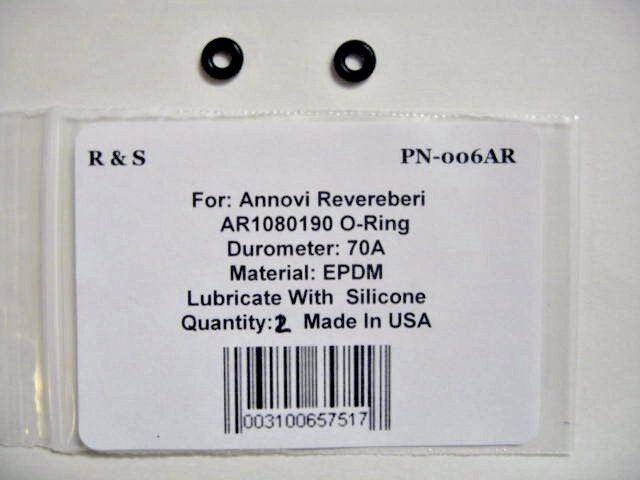 R & S PN-006AR
For: Annovi Revereberi
AR1080190 O-Ring
Durometer: 70A
Material: EPDM
Lubricate With Silicone
Quantity: 2 Made In USA
003100657517